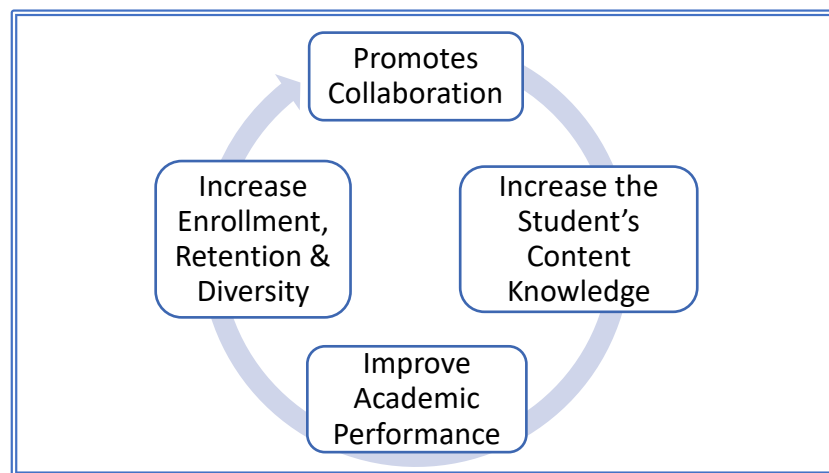 Promotes
Collaboration
Increase the
Student’s
Content
Knowledge
Improve
Academic
Performance
Increase
Enrollment,
Retention &
Diversity